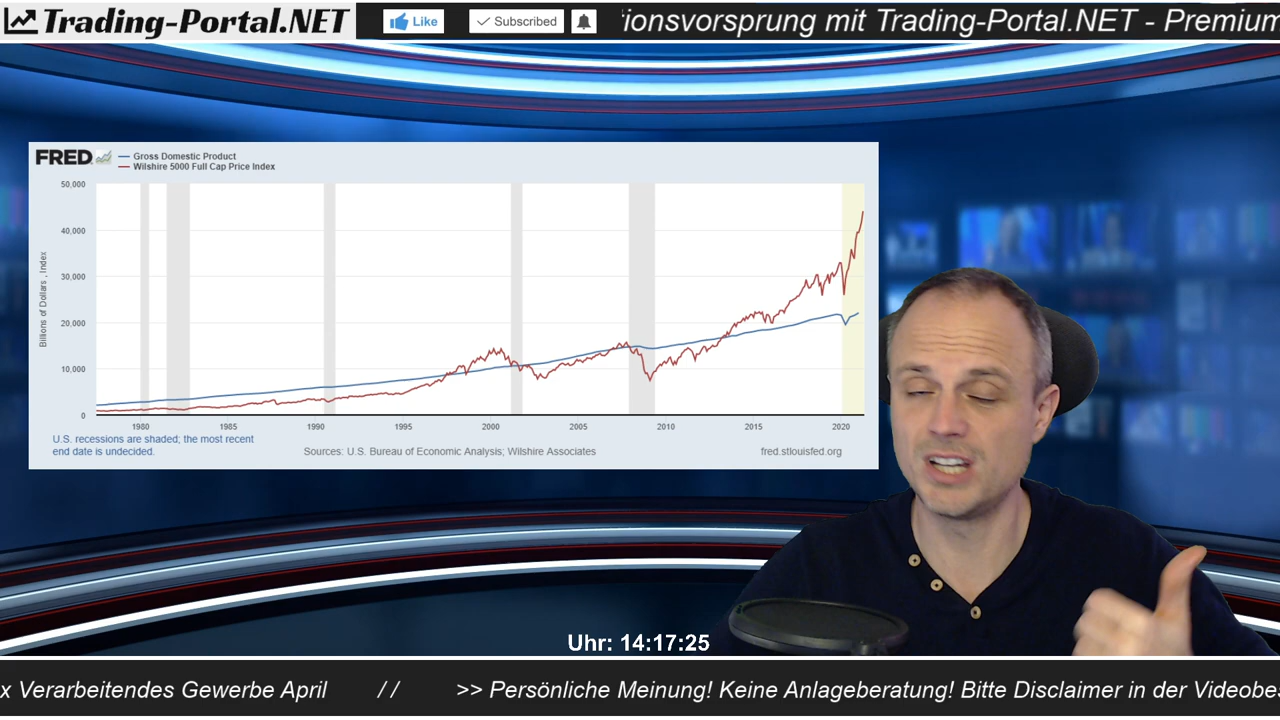 Trading-Portal.NET
Like
Subscribed
ionsvorsprung mit Trading-Portal.NET - Premium
FRED
Gross Domestic Product
Wilshire 5000 Full Cap Price Index
50,000
40,000
30,000
20,000
10,000
0
Billions of Dollars , Index
1980 1985 1990 1995 2000 2005 2010 2015 2020
U.S. recessions are shaded; the most recent
end date is undecided.
Sources: U.S. Bureau of Economic Analysis; Wilshire Associates
fred.stlouisfed.org
Uhr: 14:17:25
x Verarbeitendes Gewerbe April // >> Persönliche Meinung! Keine Anlageberatung! Bitte Disclaimer in der Videobes